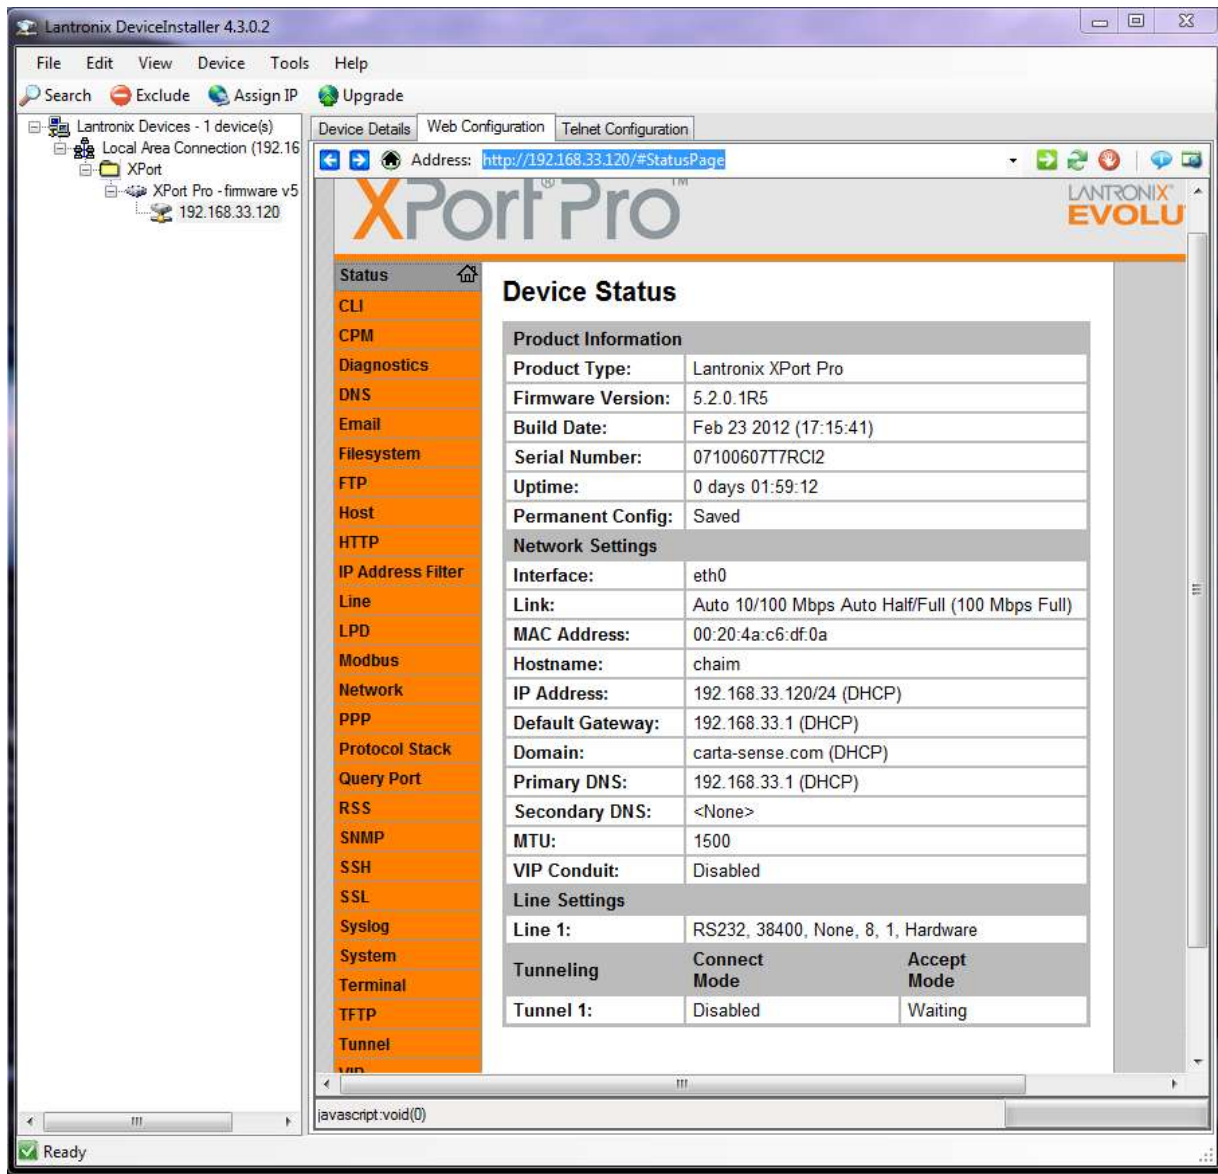 Lantronix DeviceInstaller 4.3.0.2
File Edit View Device Tools Help
Search Exclude Assign IP Upgrade
Lantronix Devices - 1 device(s)
Local Area Connection (192.16
XPort
XPort Pro - firmware v5
192.168.33.120
Device Details Web Configuration Telnet Configuration
Address: http://192.168.33.120/#StatusPage
XPort® Pro™
LANTRONIX®
EVOLU
Status
CLI
CPM
Diagnostics
DNS
Email
Filesystem
FTP
Host
HTTP
IP Address Filter
Line
LPD
Modbus
Network
PPP
Protocol Stack
Query Port
RSS
SNMP
SSH
SSL
Syslog
System
Terminal
TFTP
Tunnel
VIP
Device Status
Product Information
Product Type: Lantronix XPort Pro
Firmware Version: 5.2.0.1R5
Build Date: Feb 23 2012 (17:15:41)
Serial Number: 07100607T7RCI2
Uptime: 0 days 01:59:12
Permanent Config: Saved
Network Settings
Interface: eth0
Link: Auto 10/100 Mbps Auto Half/Full (100 Mbps Full)
MAC Address: 00:20:4a:c6:df:0a
Hostname: chaim
IP Address: 192.168.33.120/24 (DHCP)
Default Gateway: 192.168.33.1 (DHCP)
Domain: carta-sense.com (DHCP)
Primary DNS: 192.168.33.1 (DHCP)
Secondary DNS: <None>
MTU: 1500
VIP Conduit: Disabled
Line Settings
Line 1: RS232, 38400, None, 8, 1, Hardware
Tunneling Connect Mode Accept Mode
Tunnel 1: Disabled Waiting
javascript:void(0)
Ready